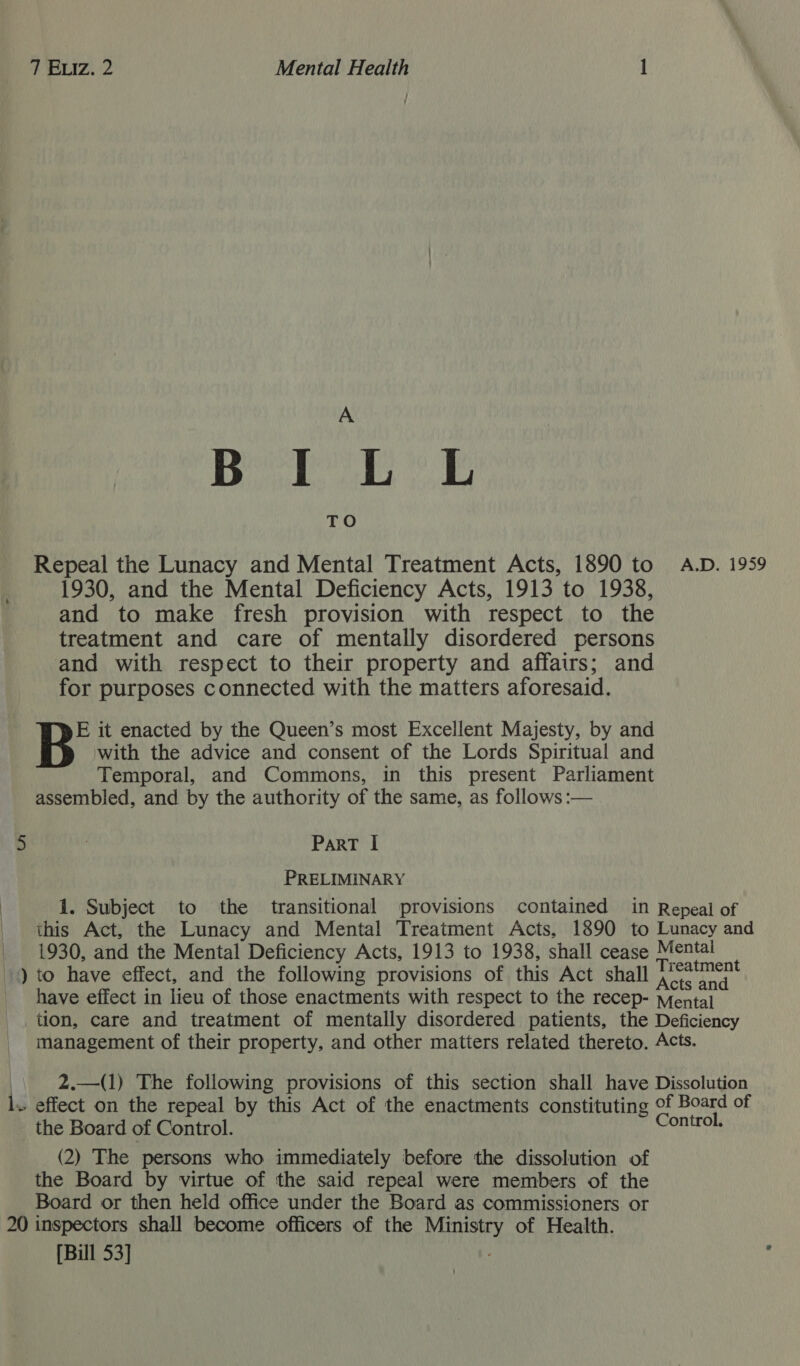 7 ELIZ. 2 Mental Health 1
A
BILL
TO
Repeal the Lunacy and Mental Treatment Acts, 1890 to A.D. 1959
1930, and the Mental Deficiency Acts, 1913 to 1938,
and to make fresh provision with respect to the
treatment and care of mentally disordered persons
and with respect to their property and affairs; and
for purposes connected with the matters aforesaid.
BE it enacted by the Queen's most Excellent Majesty, by and
with the advice and consent of the Lords Spiritual and
Temporal, and Commons, in this present Parliament
assembled, and by the authority of the same, as follows:—
5 PART I
PRELIMINARY
1. Subject to the transitional provisions contained in Repeal of
this Act, the Lunacy and Mental Treatment Acts, 1890 to Lunacy and
1930, and the Mental Deficiency Acts, 1913 to 1938, shall cease Mental
to have effect, and the following provisions of this Act shall Treatment
have effect in lieu of those enactments with respect to the recep- Acts and
tion, care and treatment of mentally disordered patients, the Mental
management of their property, and other matters related thereto. Deficiency
Acts.
2.—(1) The following provisions of this section shall have Dissolution
effect on the repeal by this Act of the enactments constituting of Board of
the Board of Control. Control.
(2) The persons who immediately before the dissolution of
the Board by virtue of the said repeal were members of the
Board or then held office under the Board as commissioners or
20 inspectors shall become officers of the Ministry of Health.
[Bill 53]